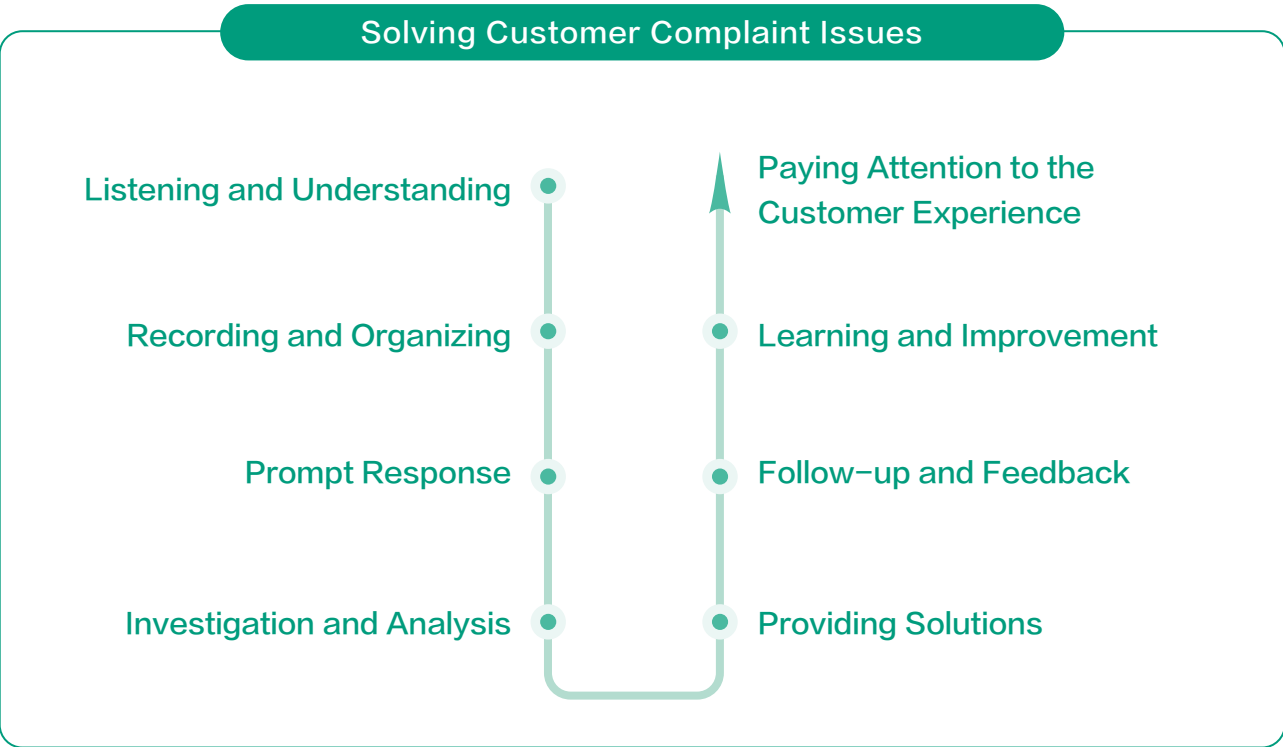 Solving Customer Complaint Issues
Listening and Understanding
Recording and Organizing
Prompt Response
Investigation and Analysis
Providing Solutions
Follow-up and Feedback
Learning and Improvement
Paying Attention to the
Customer Experience